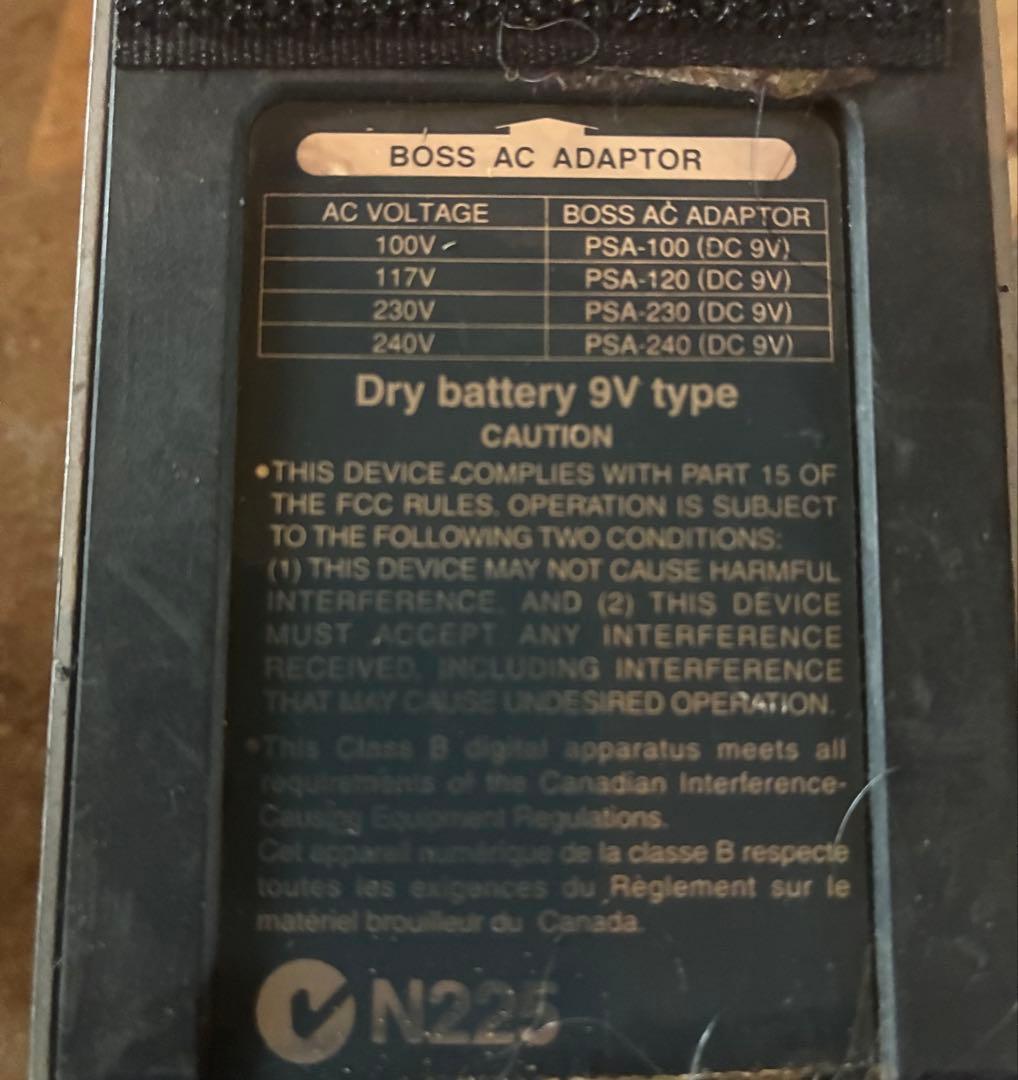 BOSS AC ADAPTOR
AC VOLTAGE BOSS AC ADAPTOR
100V PSA-100 (DC 9V)
117V PSA-120 (DC 9V)
230V PSA-230 (DC 9V)
240V PSA-240 (DC 9V)
Dry battery 9V type
CAUTION
•THIS DEVICE COMPLIES WITH PART 15 OF
THE FCC RULES. OPERATION IS SUBJECT
TO THE FOLLOWING TWO CONDITIONS:
(1) THIS DEVICE MAY NOT CAUSE HARMFUL
INTERFERENCE, AND (2) THIS DEVICE
MUST ACCEPT ANY INTERFERENCE
RECEIVED, INCLUDING INTERFERENCE
THAT MAY CAUSE UNDESIRED OPERATION.
•This Class B digital apparatus meets all
requirements of the Canadian Interference-
Causing Equipment Regulations.
Cet appareil numérique de la classe B respecte
toutes les exigences du Règlement sur le
matériel brouilleur du Canada.
N225